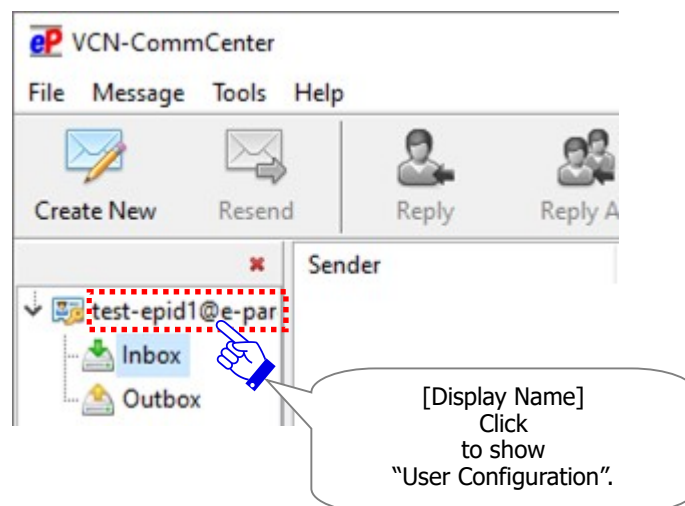 eP VCN-CommCenter
File Message Tools Help
Create New Resend Reply Reply A
Sender
test-epid1@e-par
Inbox
Outbox
[Display Name]
Click
to show
“User Configuration”.